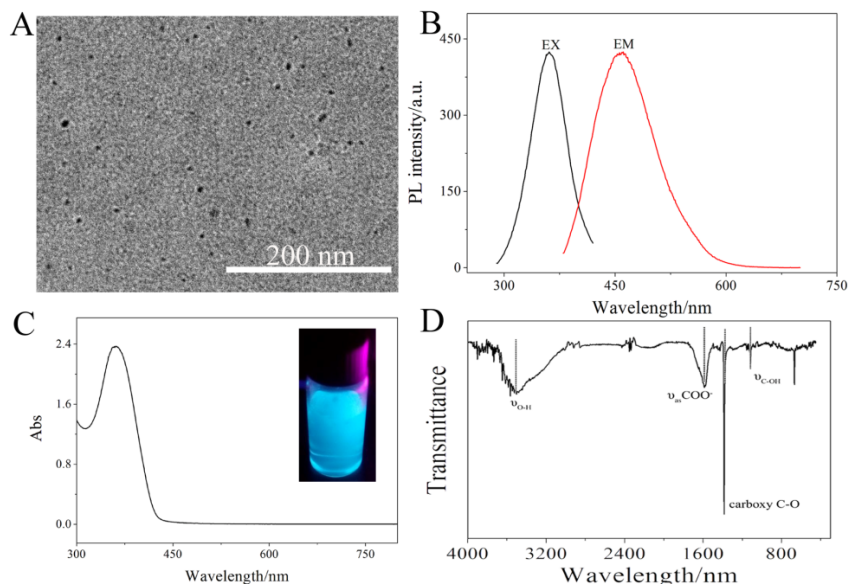 A
200 nm
B
EX
EM
PL intensity/a.u.
450
300
150
0
300
450
600
750
Wavelength/nm
C
Abs
2.4
1.6
0.8
0.0
300
450
600
750
Wavelength/nm
D
Transmittance
υO-H
υasCOO-
υC-OH
carboxy C-O
4000
3200
2400
1600
800
Wavelength/nm